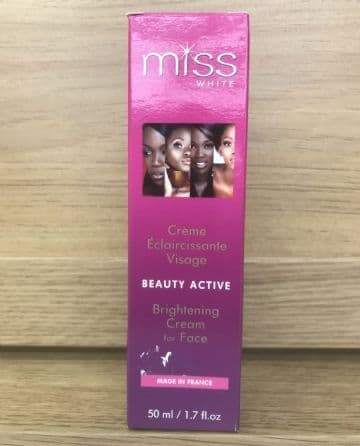 miss
WHITE
Crème
Éclaircissante
Visage
BEAUTY ACTIVE
Brightening
Cream
for Face
MADE IN FRANCE
50 ml / 1.7 fl.oz